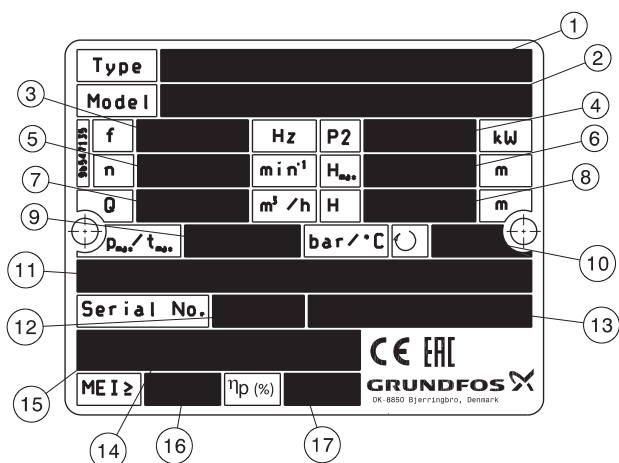 1
2
Type
Model
3
4
f
Hz
P2
kW
5
6
n
min⁻¹
Hmax.
m
7
8
Q
m³/h
H
m
9
10
pmax./tmax.
bar/°C
11
Serial No.
12
13
CE EAC
14
15
MEI≥
ηp (%)
GRUNDFOS
DK-8850 Bjerringbro, Denmark
16
17